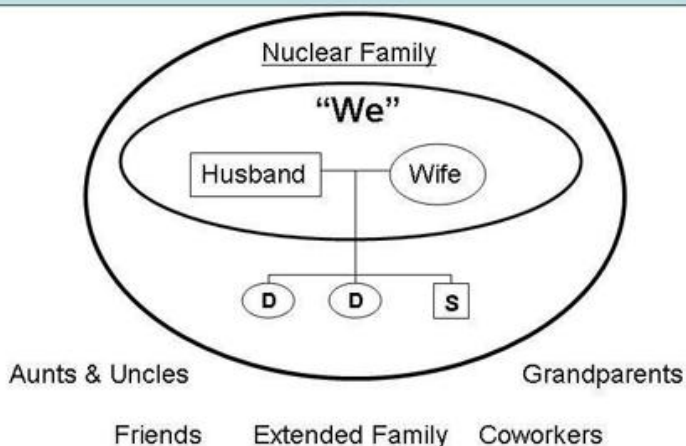 Nuclear Family
“We”
Husband Wife
D D S
Aunts & Uncles Grandparents
Friends Extended Family Coworkers